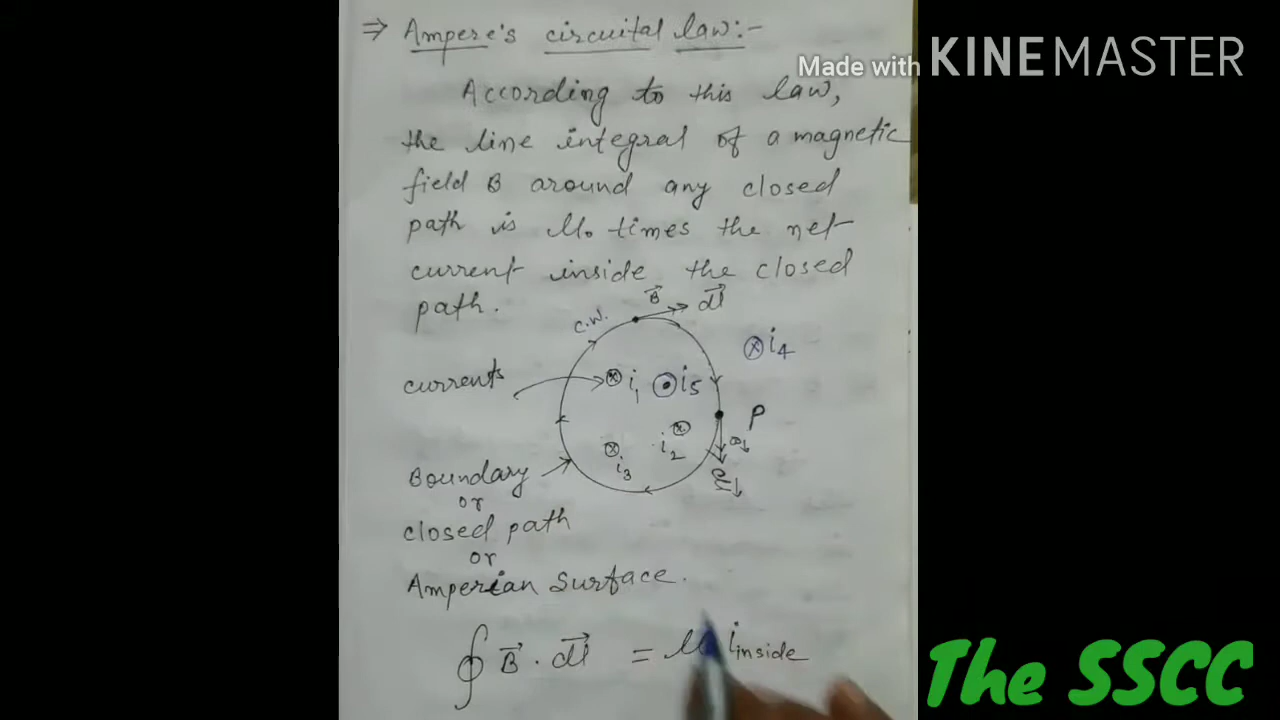 ⇒ Ampere's circuital law:-
Made with KINEMASTER
According to this law,
the line integral of a magnetic
field B around any closed
path is μ₀ times the net
current inside the closed
path.
B⃗ dl⃗
C.W.
⊗ i₄
currents
⊗ i₁ ⊙ i₅
P
⊗ i₂
B⃗
⊗ i₃
dl⃗
Boundary
or
closed path
or
Amperian Surface.
∮ B⃗ . dl⃗ = μ iinside
The SSCC